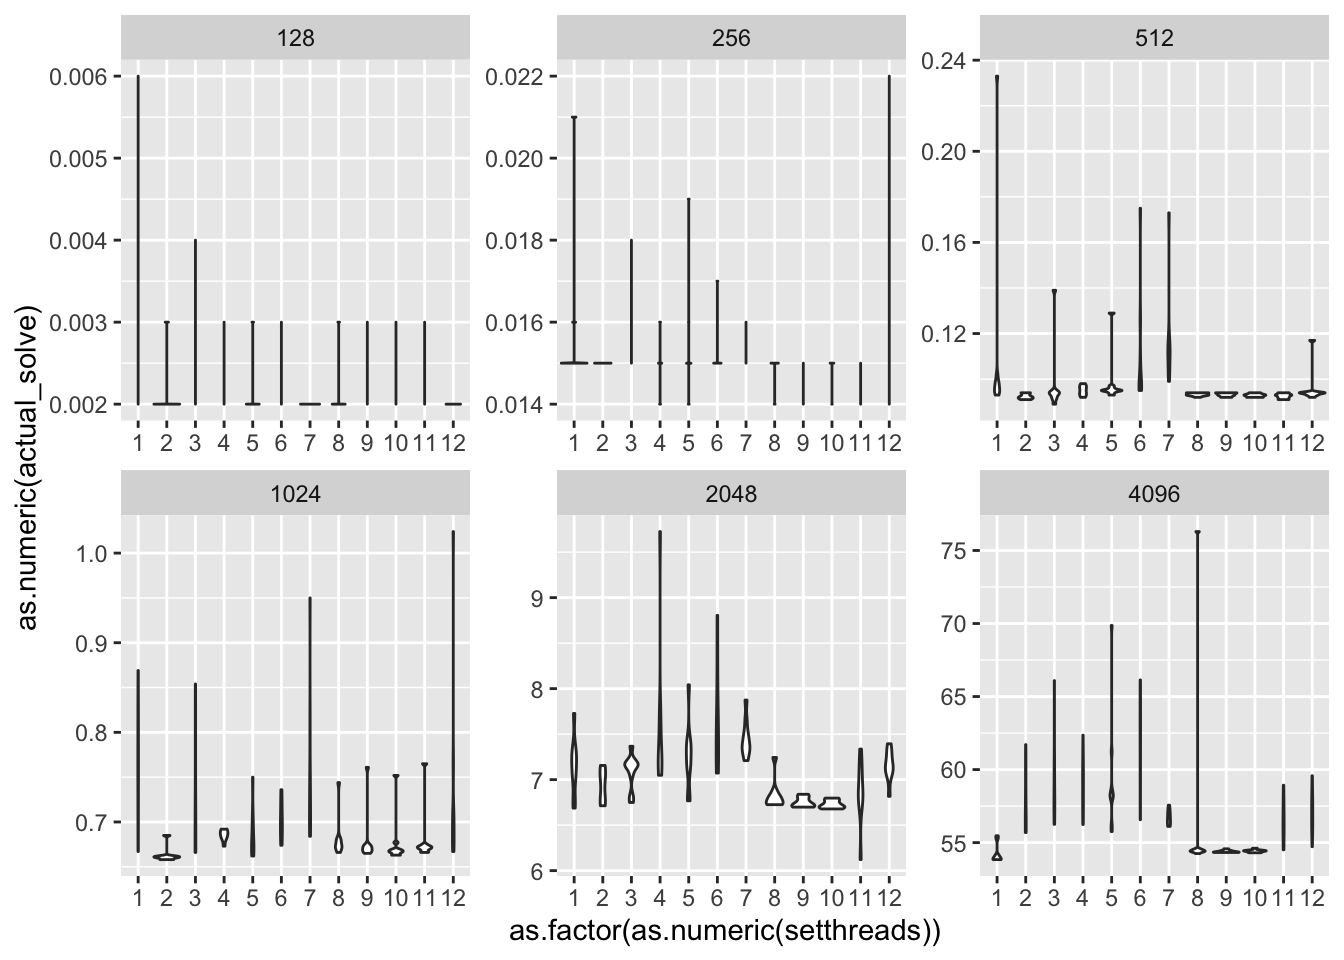 128 256 512
0.006
0.005
0.004
0.003
0.002
0.022
0.020
0.018
0.016
0.014
0.24
0.20
0.16
0.12
1 2 3 4 5 6 7 8 9 10 11 12
1 2 3 4 5 6 7 8 9 10 11 12
1 2 3 4 5 6 7 8 9 10 11 12
as.numeric(actual_solve)
1024 2048 4096
1.0
0.9
0.8
0.7
9
8
7
6
75
70
65
60
55
1 2 3 4 5 6 7 8 9 10 11 12
1 2 3 4 5 6 7 8 9 10 11 12
1 2 3 4 5 6 7 8 9 10 11 12
as.factor(as.numeric(setthreads))